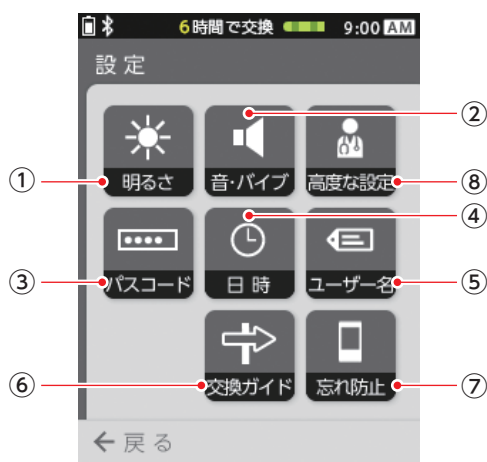 6時間で交換 9:00 AM
設定
②
① 明るさ 音・バイブ 高度な設定 ⑧
④
③ パスコード 日時 ユーザー名 ⑤
⑥ 交換ガイド 忘れ防止 ⑦
戻る